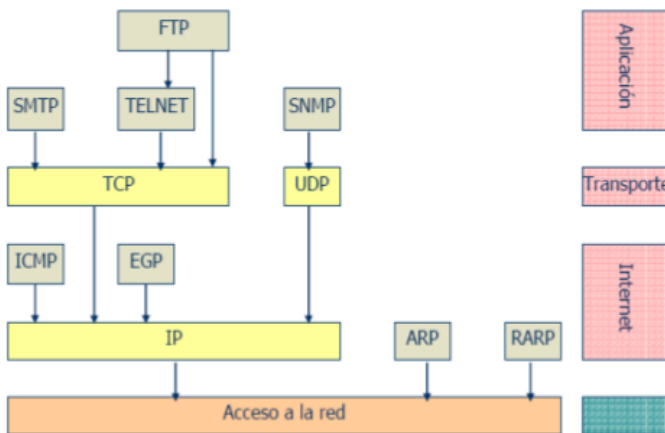 FTP
Aplicación
SMTP
TELNET
SNMP
TCP
UDP
Transporte
ICMP
EGP
Internet
IP
ARP
RARP
Acceso a la red